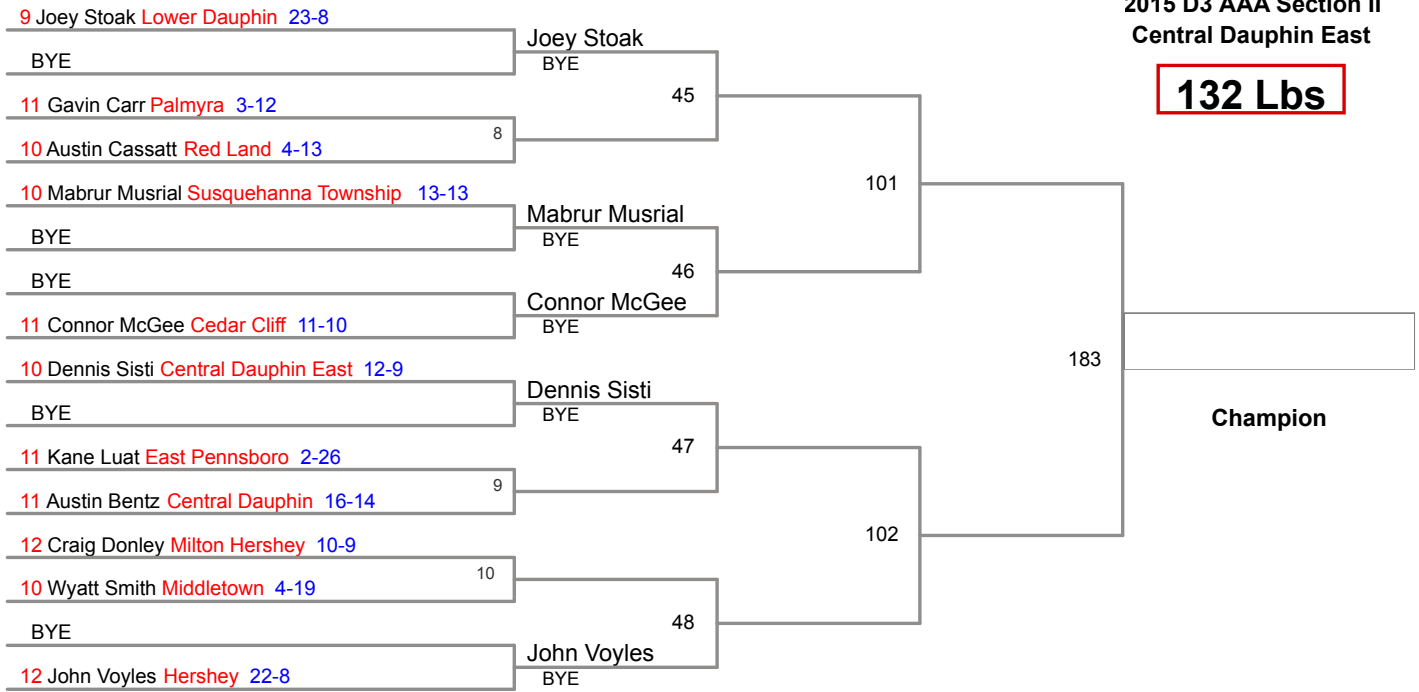 2015 D3 AAA Section II
Central Dauphin East
132 Lbs
9 Joey Stoak Lower Dauphin 23-8
BYE
11 Gavin Carr Palmyra 3-12
10 Austin Cassatt Red Land 4-13
10 Mabrur Musrial Susquehanna Township 13-13
BYE
BYE
11 Connor McGee Cedar Cliff 11-10
10 Dennis Sisti Central Dauphin East 12-9
BYE
11 Kane Luat East Pennsboro 2-26
11 Austin Bentz Central Dauphin 16-14
12 Craig Donley Milton Hershey 10-9
10 Wyatt Smith Middletown 4-19
BYE
12 John Voyles Hershey 22-8
Joey Stoak
BYE
8
Mabrur Musrial
BYE
Connor McGee
BYE
Dennis Sisti
BYE
9
10
John Voyles
BYE
45
46
47
48
101
102
183
Champion